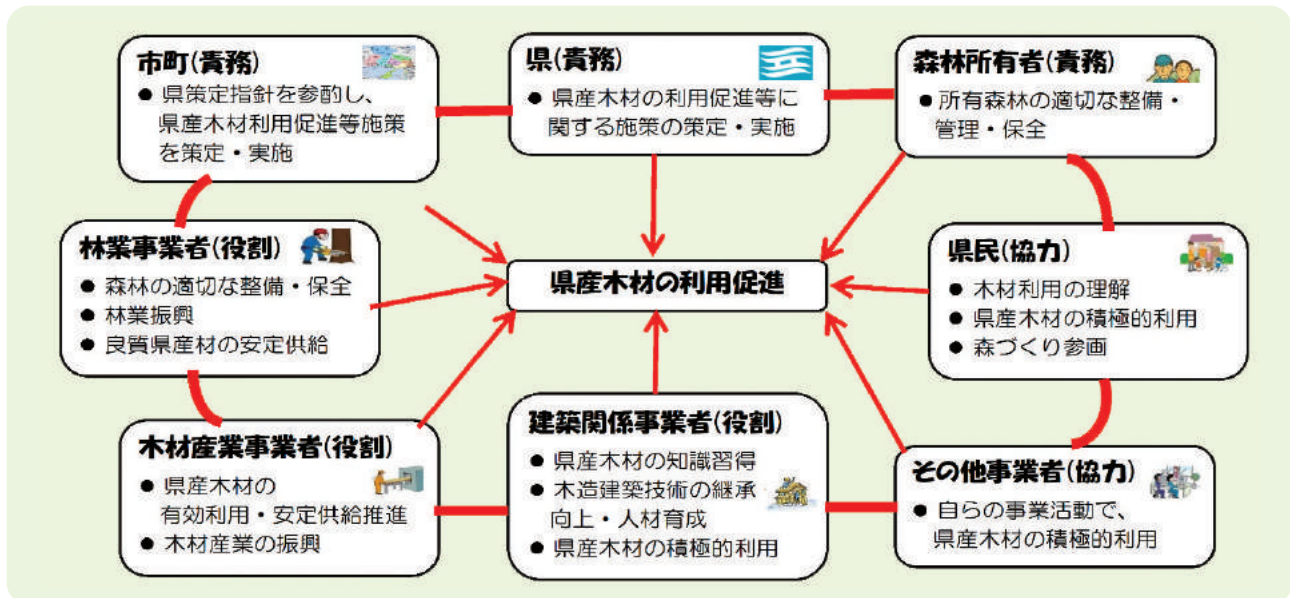 市町(責務)
● 県策定指針を参酌し、
県産木材利用促進等施策
を策定・実施
県(責務)
● 県産木材の利用促進等に
関する施策の策定・実施
森林所有者(責務)
● 所有森林の適切な整備・
管理・保全
林業事業者(役割)
● 森林の適切な整備・保全
● 林業振興
● 良質県産材の安定供給
県産木材の利用促進
県民(協力)
● 木材利用の理解
● 県産木材の積極的利用
● 森づくり参画
木材産業事業者(役割)
● 県産木材の
有効利用・安定供給推進
● 木材産業の振興
建築関係事業者(役割)
● 県産木材の知識習得
● 木造建築技術の継承
向上・人材育成
● 県産木材の積極的利用
その他事業者(協力)
● 自らの事業活動で、
県産木材の積極的利用